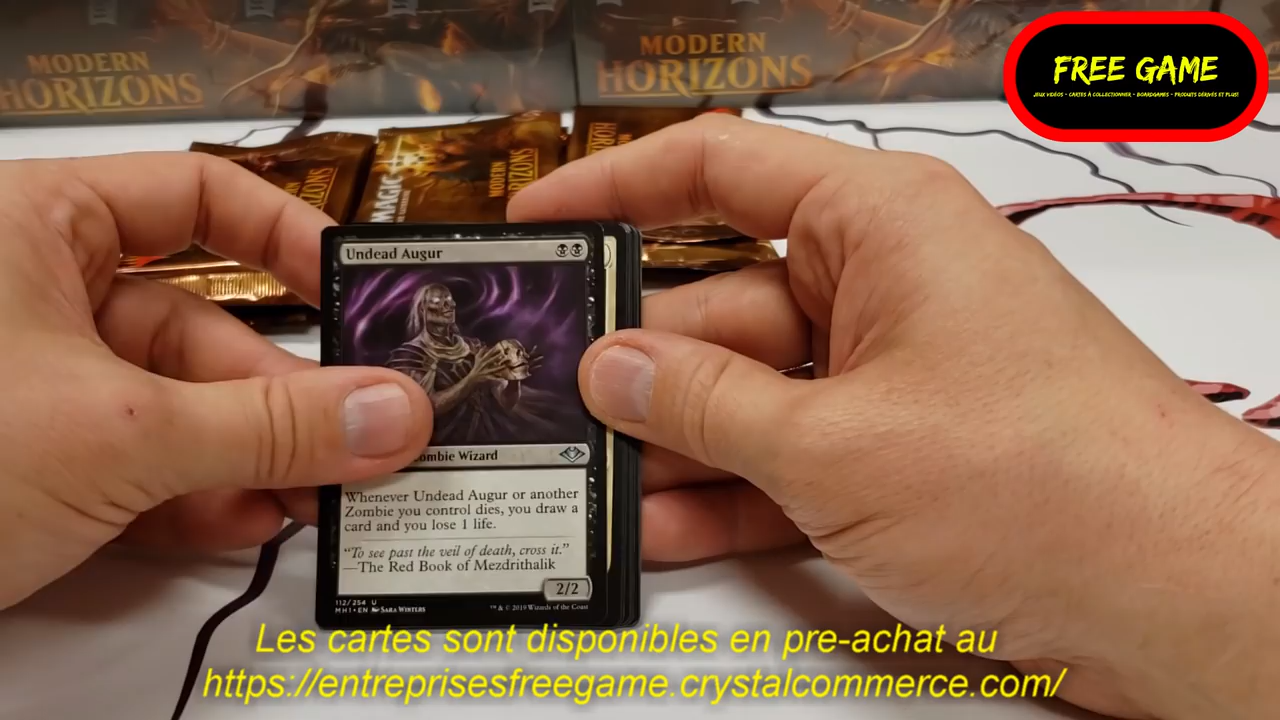 MODERN
HORIZONS
MODERN
HORIZONS
FREE GAME
JEUX VIDÉOS - CARTES À COLLECTIONNER - BOARDGAMES - PRODUITS DÉRIVÉS ET PLUS!
HORIZONS
MAGIC
MODERN
HORIZONS
Undead Augur
Zombie Wizard
Whenever Undead Augur or another
Zombie you control dies, you draw a
card and you lose 1 life.
"To see past the veil of death, cross it."
—The Red Book of Mezdrithalik
2/2
112/254 U
MH1 • EN Sara Winters
™ & © 2019 Wizards of the Coast
Les cartes sont disponibles en pre-achat au
https://entreprisesfreegame.crystalcommerce.com/